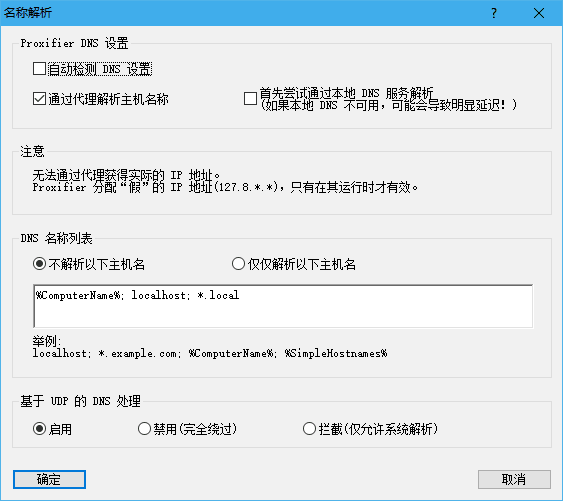 名称解析
Proxifier DNS 设置
自动检测 DNS 设置
通过代理解析主机名称
首先尝试通过本地 DNS 服务解析
(如果本地 DNS 不可用，可能会导致明显延迟！)
注意
无法通过代理获得实际的 IP 地址。
Proxifier 分配“假”的 IP 地址(127.8.*.*)，只有在其运行时才有效。
DNS 名称列表
不解析以下主机名
仅仅解析以下主机名
%ComputerName%; localhost; *.local
举例:
localhost; *.example.com; %ComputerName%; %SimpleHostnames%
基于 UDP 的 DNS 处理
启用
禁用(完全绕过)
拦截(仅允许系统解析)
确定
取消